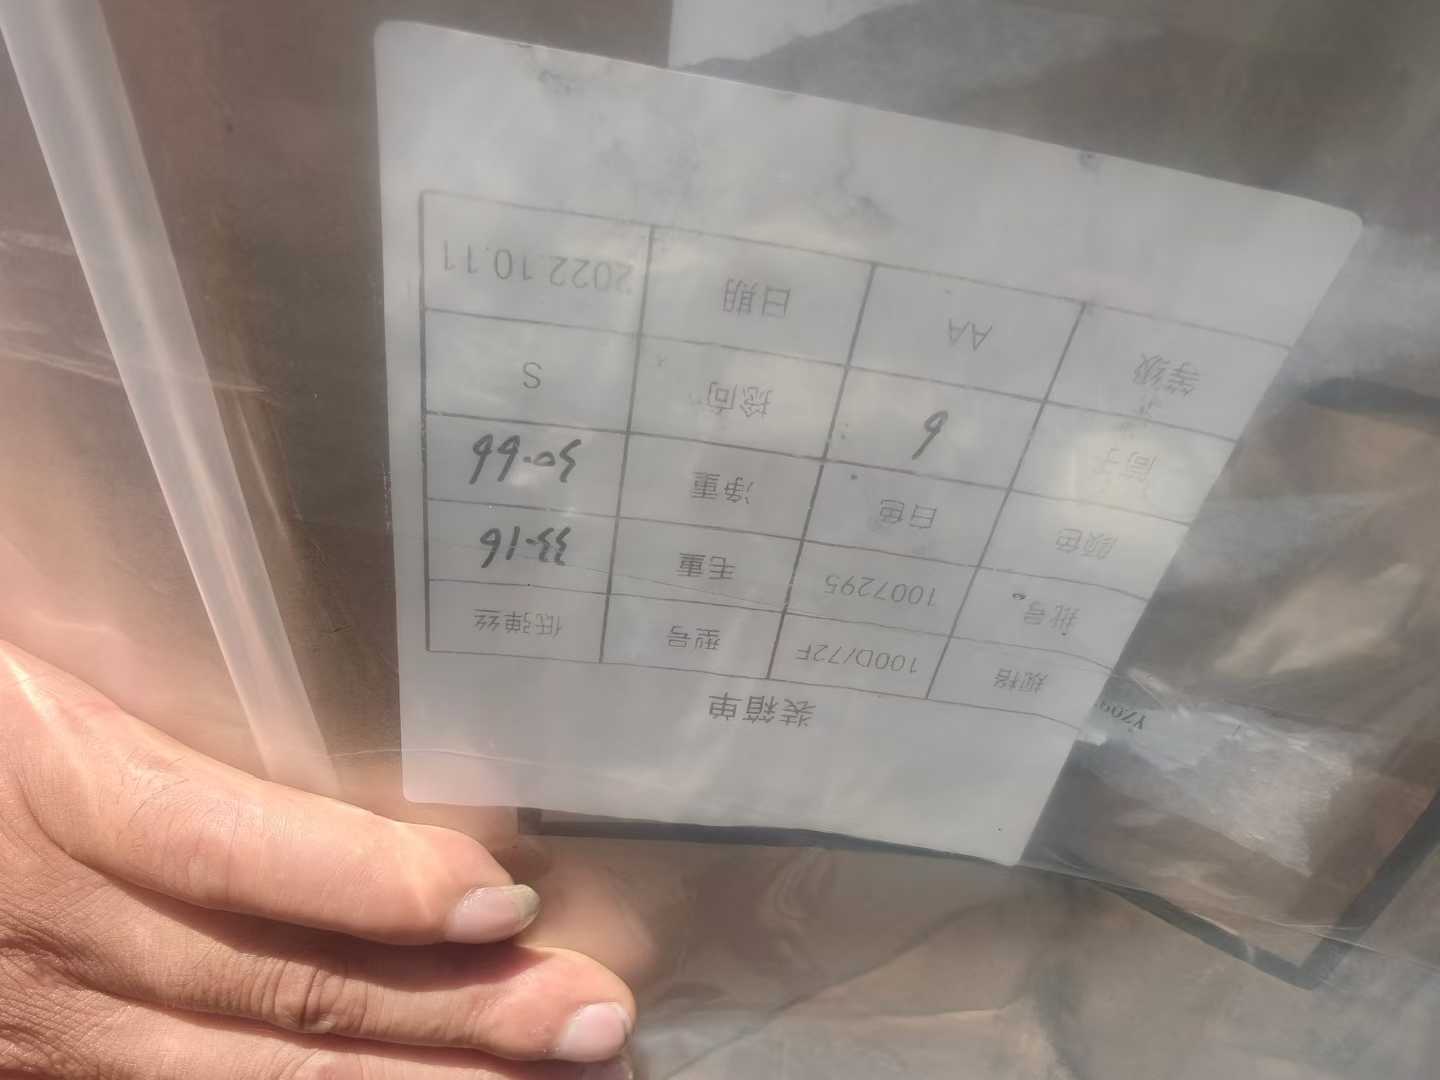 装箱单
规格 100D/72F 型号 低弹丝
批号 1007295 毛重 33.16
颜色 白色 净重 30.66
筒子 6 捻向 S
等级 AA 日期 2022.10.11